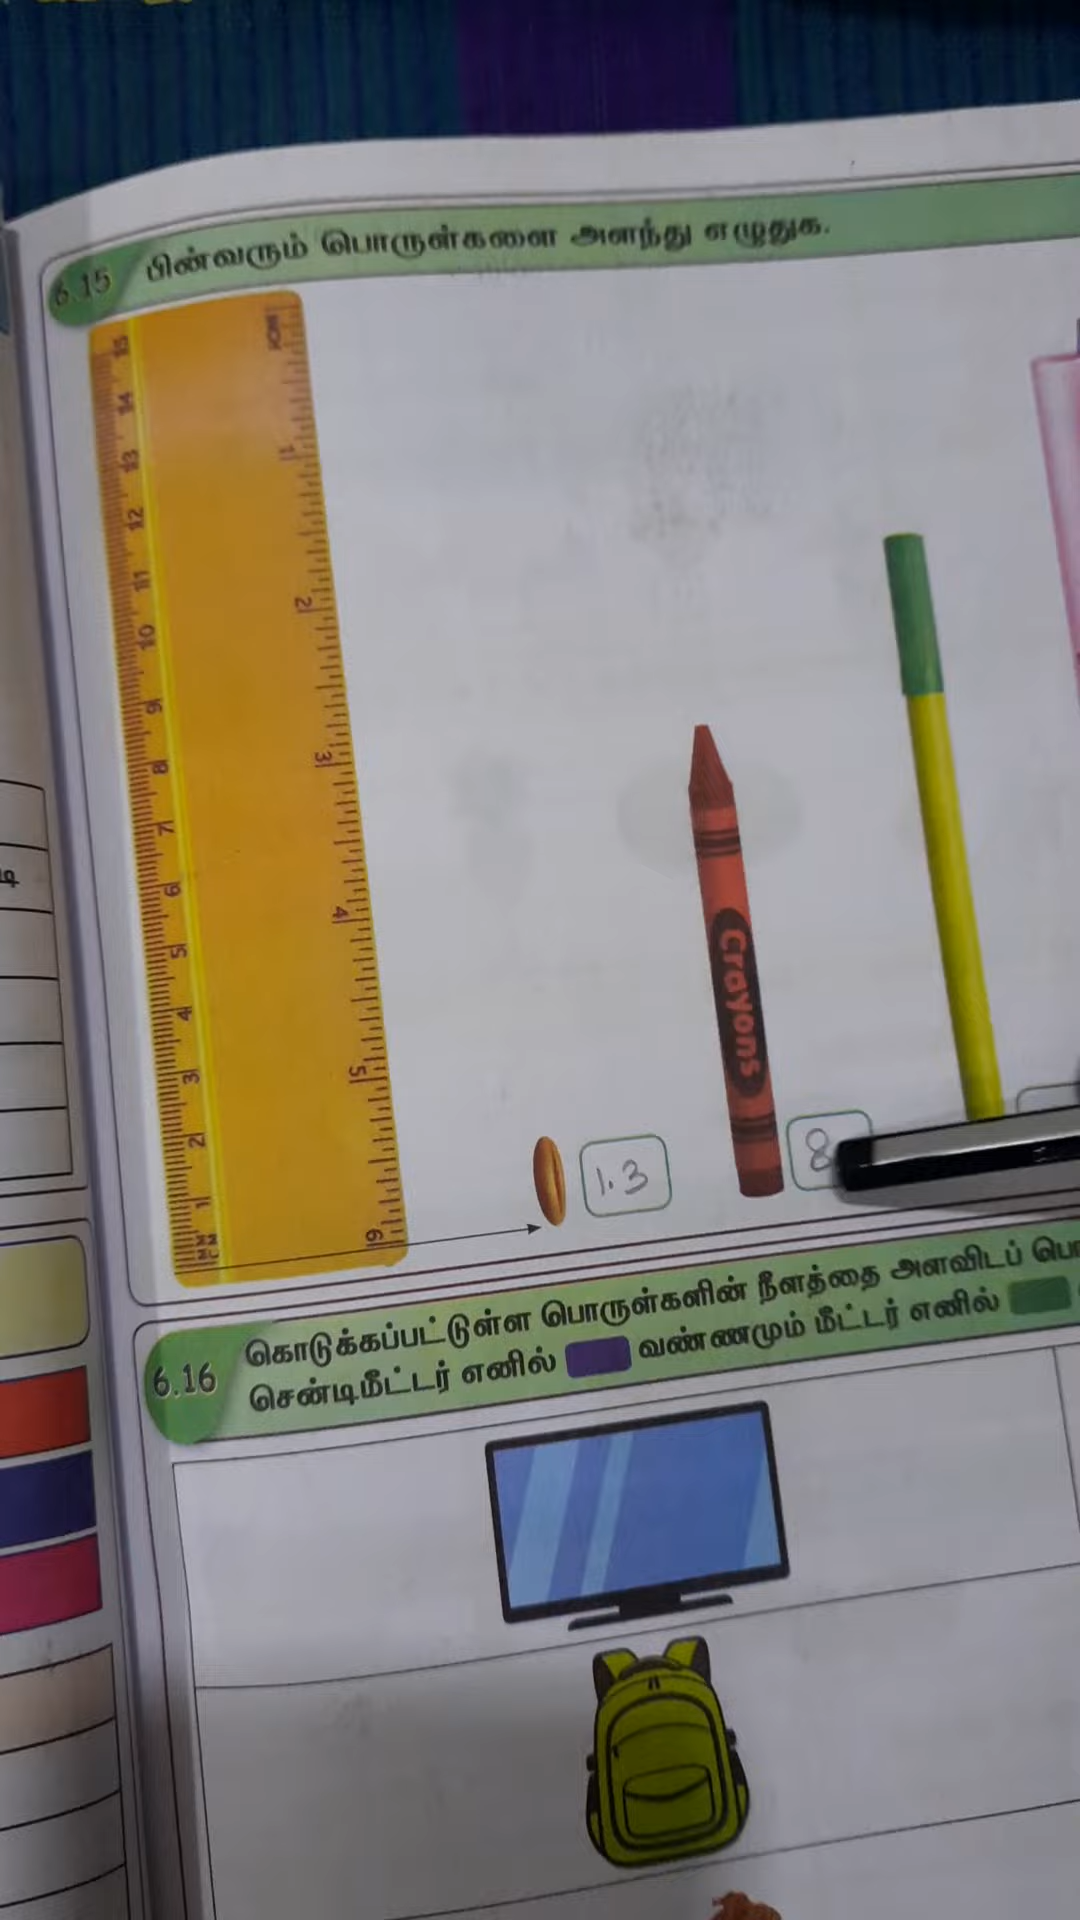 6.15 பின்வரும் பொருள்களை அளந்து எழுதுக.
INCH
15 14 13 12 11 10 9 8 7 6 5 4 3 2 1
1 2 3 4 5 6
Crayons
1.3
8
6.16 கொடுக்கப்பட்டுள்ள பொருள்களின் நீளத்தை அளவிடப்
சென்டிமீட்டர் எனில் வண்ணமும் மீட்டர் எனில்